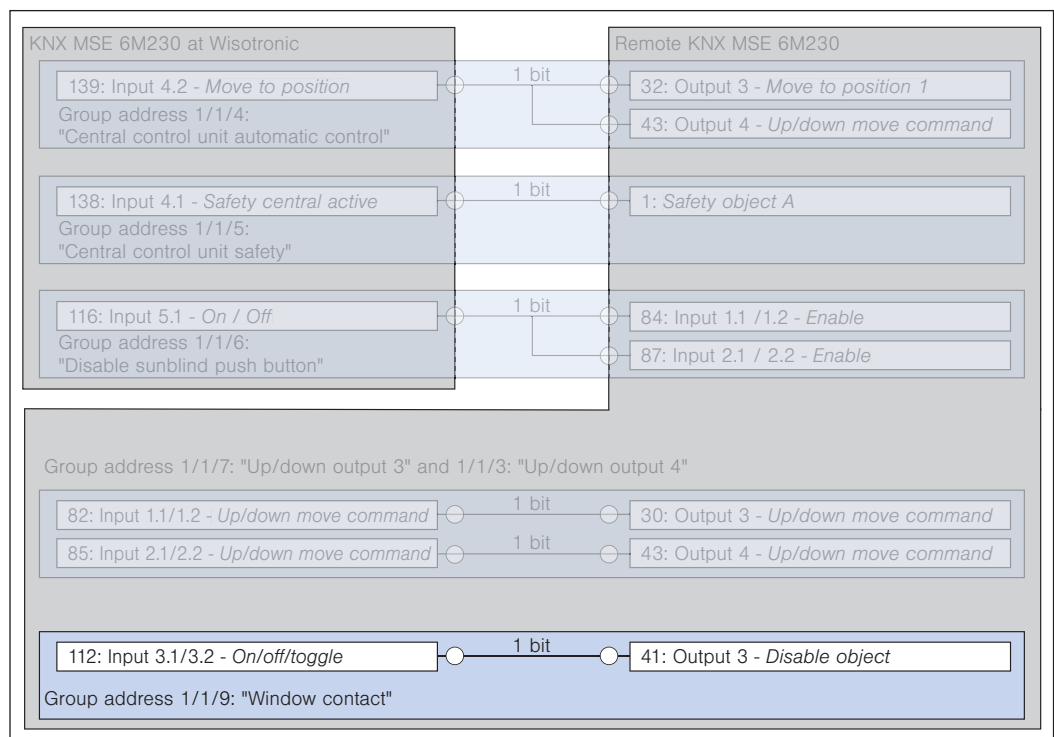 KNX MSE 6M230 at Wisotronic
Remote KNX MSE 6M230
139: Input 4.2 - Move to position
1 bit
32: Output 3 - Move to position 1
43: Output 4 - Up/down move command
Group address 1/1/4:
"Central control unit automatic control"
138: Input 4.1 - Safety central active
1 bit
1: Safety object A
Group address 1/1/5:
"Central control unit safety"
116: Input 5.1 - On / Off
1 bit
84: Input 1.1 /1.2 - Enable
87: Input 2.1 / 2.2 - Enable
Group address 1/1/6:
"Disable sunblind push button"
Group address 1/1/7: "Up/down output 3" and 1/1/3: "Up/down output 4"
82: Input 1.1/1.2 - Up/down move command
1 bit
30: Output 3 - Up/down move command
85: Input 2.1/2.2 - Up/down move command
1 bit
43: Output 4 - Up/down move command
112: Input 3.1/3.2 - On/off/toggle
1 bit
41: Output 3 - Disable object
Group address 1/1/9: "Window contact"